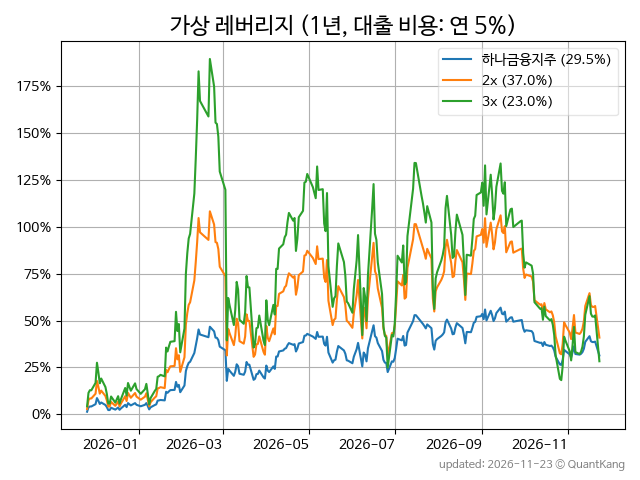 가상 레버리지 (1년, 대출 비용: 연 5%)
하나금융지주 (29.5%)
2x (37.0%)
3x (23.0%)
175%
150%
125%
100%
75%
50%
25%
0%
2026-01
2026-03
2026-05
2026-07
2026-09
2026-11
updated: 2026-11-23 ⓒ QuantKang